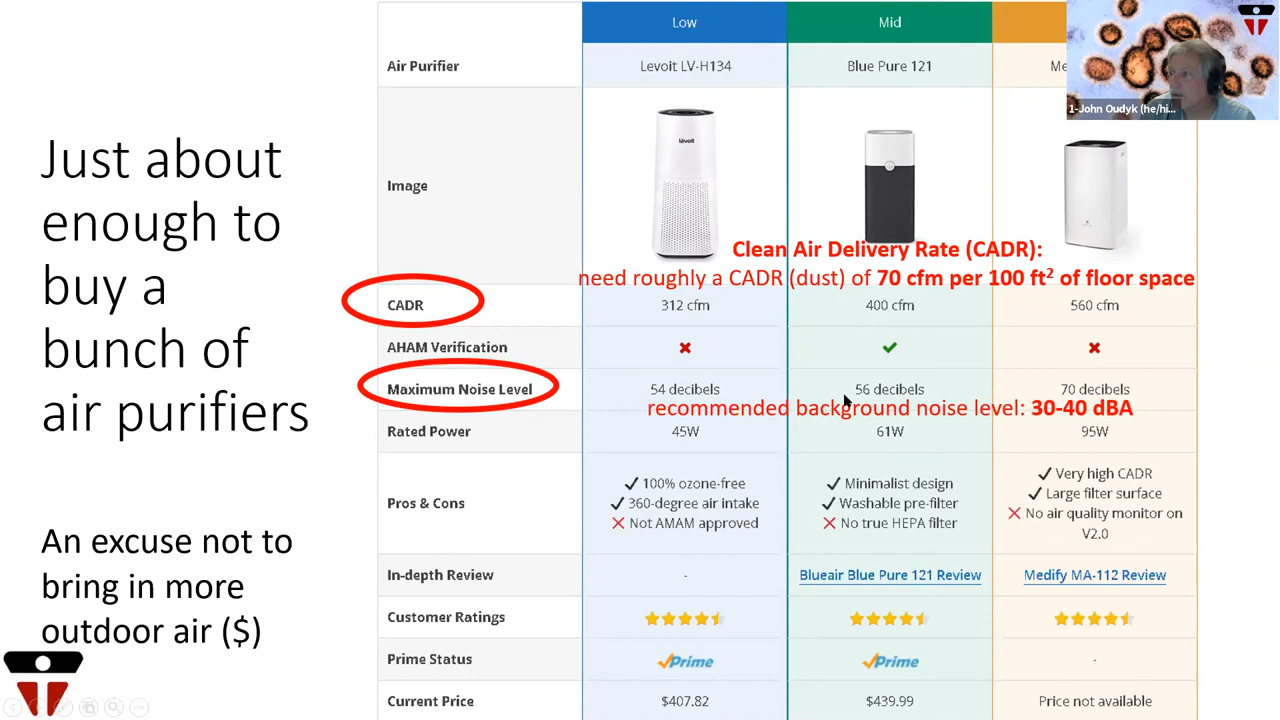 Just about
enough to
buy a
bunch of
air purifiers
An excuse not to
bring in more
outdoor air ($)
Low
Mid
Air Purifier
Levoit LV-H134
Blue Pure 121
Me
1-John Oudyk (he/hi...
Image
levoit
Clean Air Delivery Rate (CADR):
need roughly a CADR (dust) of 70 cfm per 100 ft² of floor space
CADR
312 cfm
400 cfm
560 cfm
AHAM Verification
Maximum Noise Level
54 decibels
56 decibels
70 decibels
recommended background noise level: 30-40 dBA
Rated Power
45W
61W
95W
Pros & Cons
100% ozone-free
360-degree air intake
Not AMAM approved
Minimalist design
Washable pre-filter
No true HEPA filter
Very high CADR
Large filter surface
No air quality monitor on
V2.0
In-depth Review
-
Blueair Blue Pure 121 Review
Medify MA-112 Review
Customer Ratings
Prime Status
Prime
Prime
-
Current Price
$407.82
$439.99
Price not available